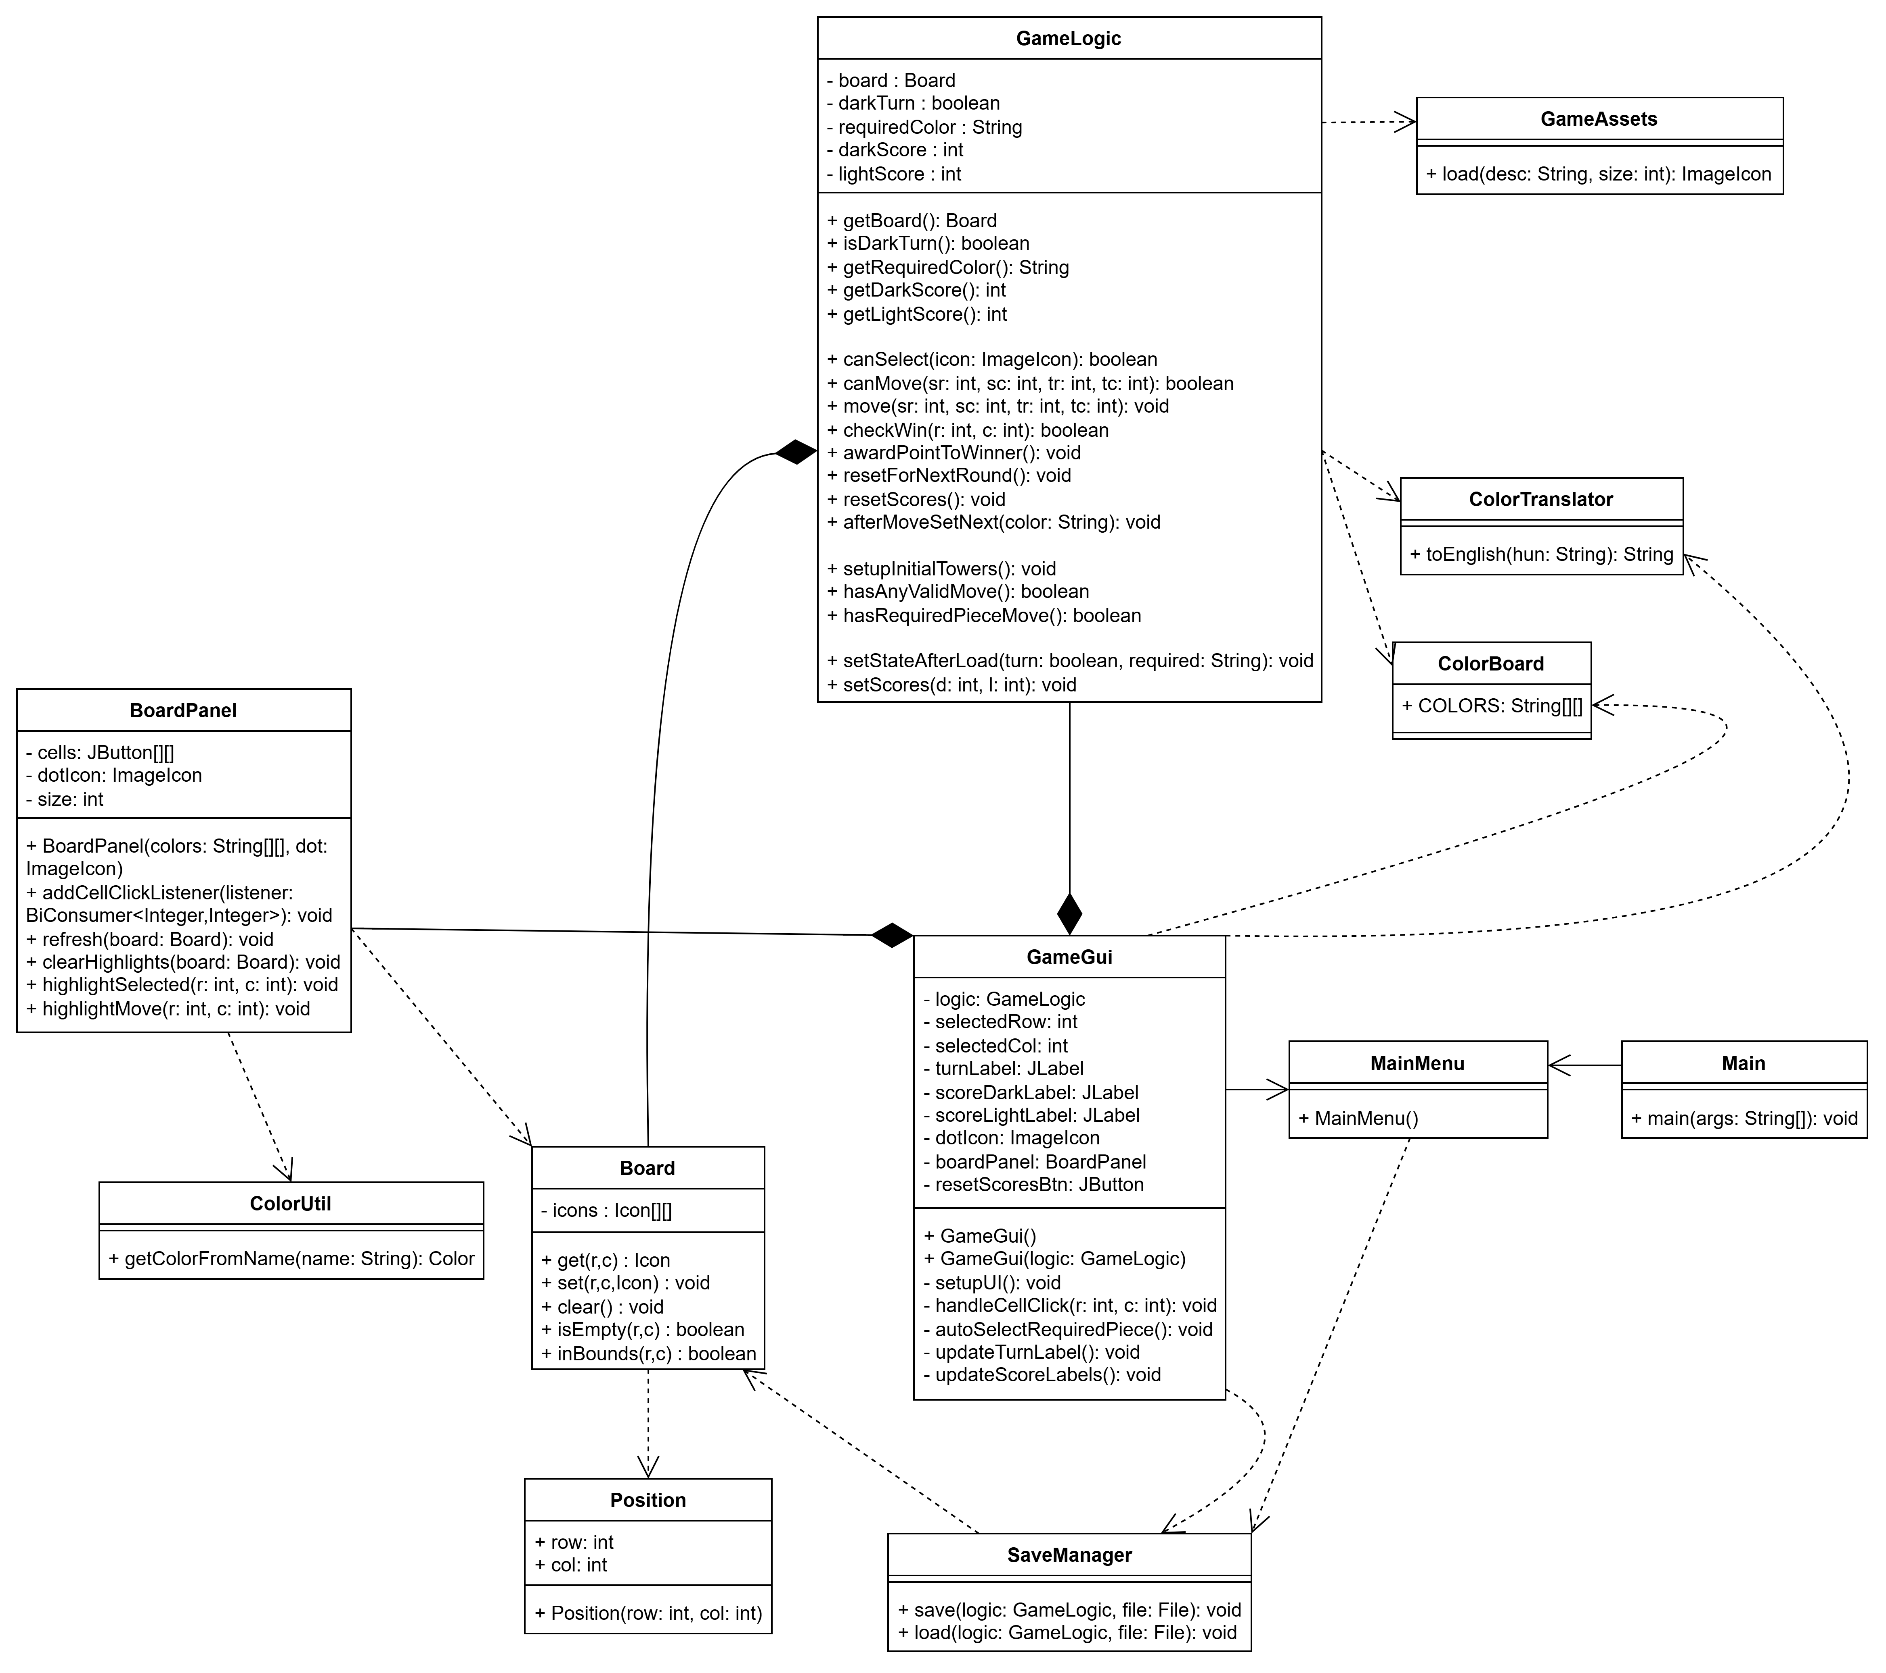 GameLogic
- board : Board
- darkTurn : boolean
- requiredColor : String
- darkScore : int
- lightScore : int
+ getBoard(): Board
+ isDarkTurn(): boolean
+ getRequiredColor(): String
+ getDarkScore(): int
+ getLightScore(): int
+ canSelect(icon: ImageIcon): boolean
+ canMove(sr: int, sc: int, tr: int, tc: int): boolean
+ move(sr: int, sc: int, tr: int, tc: int): void
+ checkWin(r: int, c: int): boolean
+ awardPointToWinner(): void
+ resetForNextRound(): void
+ resetScores(): void
+ afterMoveSetNext(color: String): void
+ setupInitialTowers(): void
+ hasAnyValidMove(): boolean
+ hasRequiredPieceMove(): boolean
+ setStateAfterLoad(turn: boolean, required: String): void
+ setScores(d: int, l: int): void
GameAssets
+ load(desc: String, size: int): ImageIcon
ColorTranslator
+ toEnglish(hun: String): String
ColorBoard
+ COLORS: String[][]
BoardPanel
- cells: JButton[][]
- dotIcon: ImageIcon
- size: int
+ BoardPanel(colors: String[][], dot:
ImageIcon)
+ addCellClickListener(listener:
BiConsumer<Integer,Integer>): void
+ refresh(board: Board): void
+ clearHighlights(board: Board): void
+ highlightSelected(r: int, c: int): void
+ highlightMove(r: int, c: int): void
GameGui
- logic: GameLogic
- selectedRow: int
- selectedCol: int
- turnLabel: JLabel
- scoreDarkLabel: JLabel
- scoreLightLabel: JLabel
- dotIcon: ImageIcon
- boardPanel: BoardPanel
- resetScoresBtn: JButton
+ GameGui()
+ GameGui(logic: GameLogic)
- setupUI(): void
- handleCellClick(r: int, c: int): void
- autoSelectRequiredPiece(): void
- updateTurnLabel(): void
- updateScoreLabels(): void
MainMenu
+ MainMenu()
Main
+ main(args: String[]): void
ColorUtil
+ getColorFromName(name: String): Color
Board
- icons : Icon[][]
+ get(r,c) : Icon
+ set(r,c,Icon) : void
+ clear() : void
+ isEmpty(r,c) : boolean
+ inBounds(r,c) : boolean
Position
+ row: int
+ col: int
+ Position(row: int, col: int)
SaveManager
+ save(logic: GameLogic, file: File): void
+ load(logic: GameLogic, file: File): void